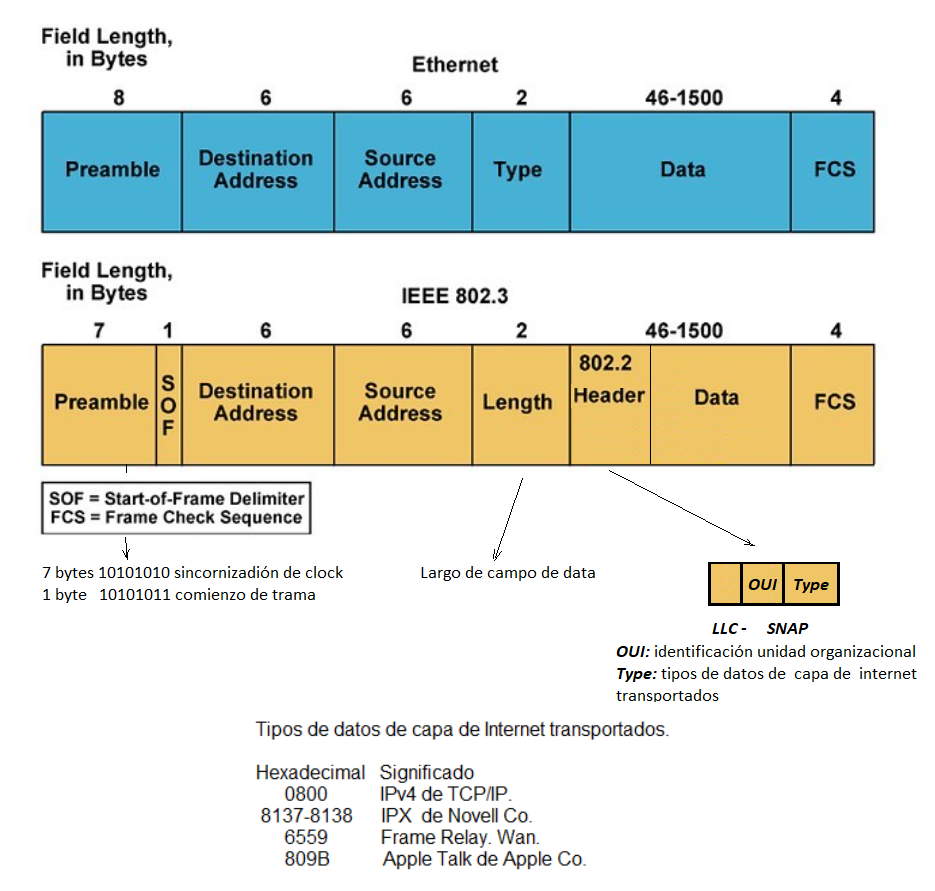 Field Length,
in Bytes
Ethernet
8 6 6 2 46-1500 4
Preamble
Destination
Address
Source
Address
Type
Data
FCS
Field Length,
in Bytes
IEEE 802.3
7 1 6 6 2 46-1500 4
Preamble
S
O
F
Destination
Address
Source
Address
Length
802.2
Header
Data
FCS
SOF = Start-of-Frame Delimiter
FCS = Frame Check Sequence
7 bytes 10101010 sincornizadión de clock
1 byte 10101011 comienzo de trama
Largo de campo de data
OUI Type
LLC - SNAP
OUI: identificación unidad organizacional
Type: tipos de datos de capa de internet
transportados
Tipos de datos de capa de Internet transportados.
Hexadecimal Significado
0800 IPv4 de TCP/IP.
8137-8138 IPX de Novell Co.
6559 Frame Relay. Wan.
809B Apple Talk de Apple Co.